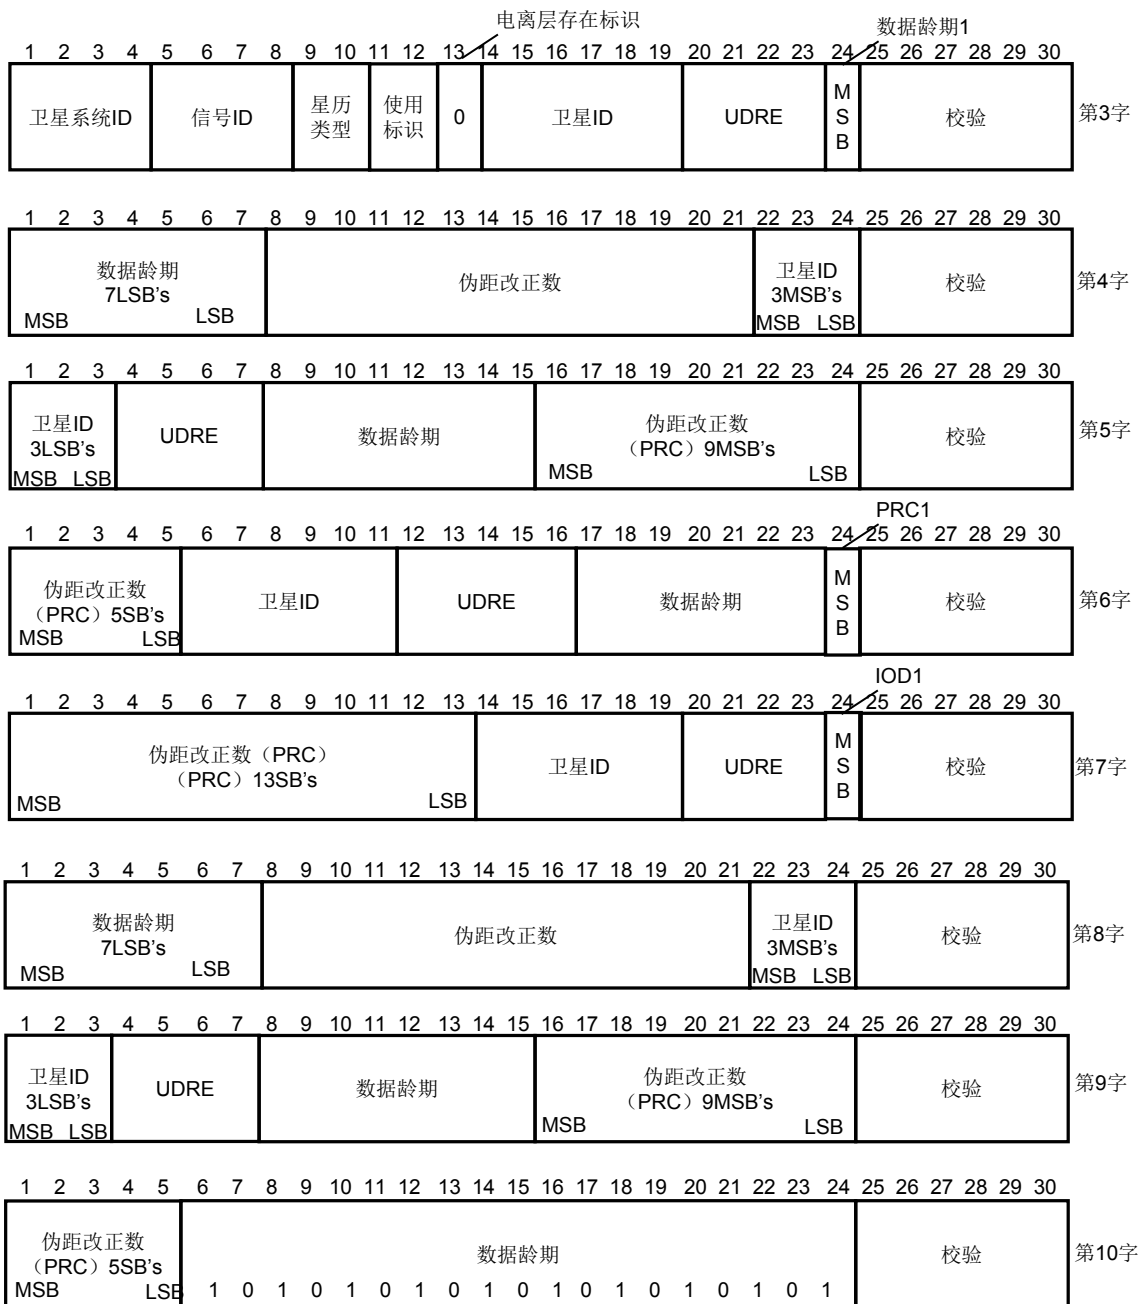 电离层存在标识
数据龄期1
1 2 3 4 5 6 7 8 9 10 11 12 13 14 15 16 17 18 19 20 21 22 23 24 25 26 27 28 29 30
卫星系统ID 信号ID 星历类型 使用标识 0 卫星ID UDRE MSB 校验 第3字
1 2 3 4 5 6 7 8 9 10 11 12 13 14 15 16 17 18 19 20 21 22 23 24 25 26 27 28 29 30
数据龄期 伪距改正数 卫星ID 校验 第4字
7LSB's 3MSB's
MSB LSB MSB LSB
1 2 3 4 5 6 7 8 9 10 11 12 13 14 15 16 17 18 19 20 21 22 23 24 25 26 27 28 29 30
卫星ID UDRE 数据龄期 伪距改正数 校验 第5字
3LSB's （PRC）9MSB's
MSB LSB MSB LSB
PRC1
1 2 3 4 5 6 7 8 9 10 11 12 13 14 15 16 17 18 19 20 21 22 23 24 25 26 27 28 29 30
伪距改正数 卫星ID UDRE 数据龄期 MSB 校验 第6字
（PRC）5SB's
MSB LSB
IOD1
1 2 3 4 5 6 7 8 9 10 11 12 13 14 15 16 17 18 19 20 21 22 23 24 25 26 27 28 29 30
伪距改正数（PRC） 卫星ID UDRE MSB 校验 第7字
（PRC）13SB's
MSB LSB
1 2 3 4 5 6 7 8 9 10 11 12 13 14 15 16 17 18 19 20 21 22 23 24 25 26 27 28 29 30
数据龄期 伪距改正数 卫星ID 校验 第8字
7LSB's 3MSB's
MSB LSB MSB LSB
1 2 3 4 5 6 7 8 9 10 11 12 13 14 15 16 17 18 19 20 21 22 23 24 25 26 27 28 29 30
卫星ID UDRE 数据龄期 伪距改正数 校验 第9字
3LSB's （PRC）9MSB's
MSB LSB MSB LSB
1 2 3 4 5 6 7 8 9 10 11 12 13 14 15 16 17 18 19 20 21 22 23 24 25 26 27 28 29 30
伪距改正数 数据龄期 校验 第10字
（PRC）5SB's
MSB LSB 1 0 1 0 1 0 1 0 1 0 1 0 1 0 1 0 1 0 1